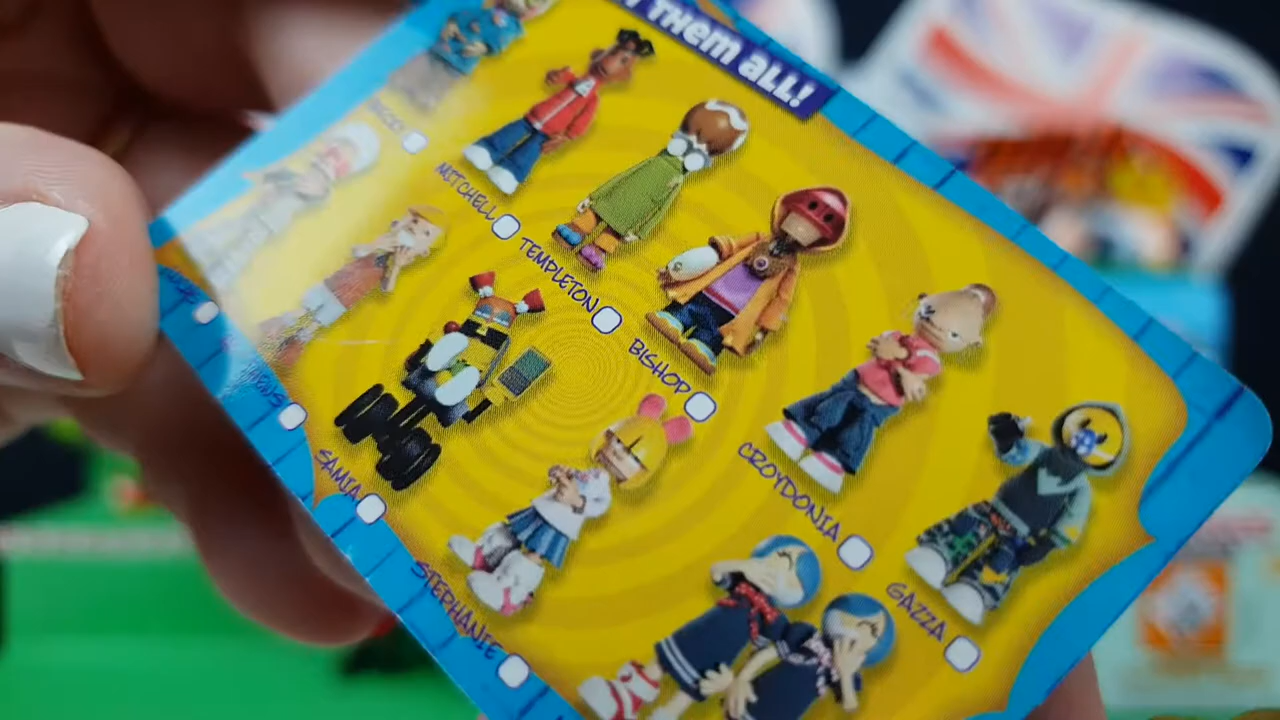 THEM ALL!
MITCHELL
TEMPLETON
BISHOP
CROYDONIA
GAZZA
SAMIA
STEPHANIE